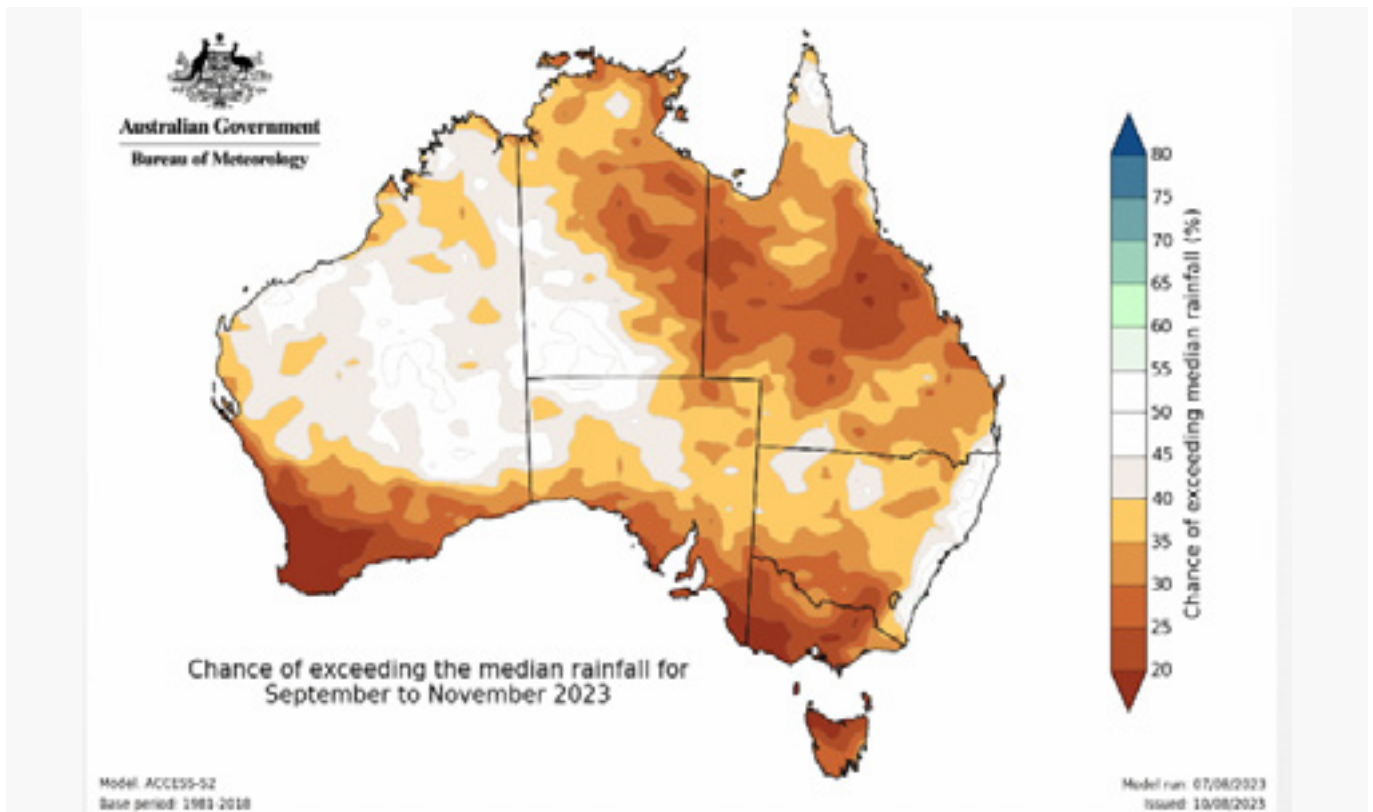 Australian Government
Bureau of Meteorology
80
75
70
65
60
55
50
45
40
35
30
25
20
Chance of exceeding median rainfall (%)
Chance of exceeding the median rainfall for
September to November 2023
Model: ACCESS-S2
Base period: 1981-2018
Model run: 07/08/2023
Issued: 10/08/2023